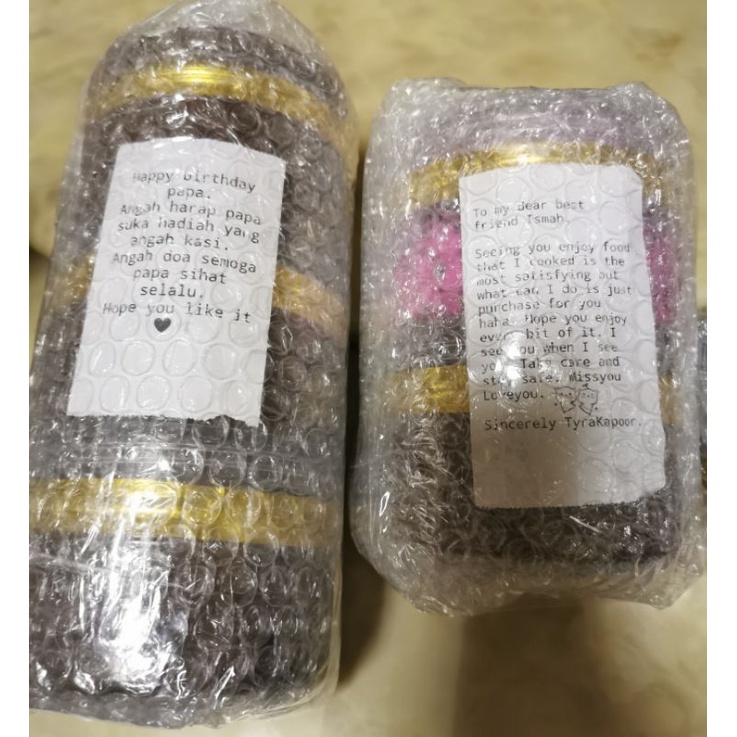 Happy birthday
papa.
Angah harap papa
suka hadiah yang
angah kasi.
Angah doa semoga
papa sihat
selalu.
Hope you like it
To my dear best
friend Ismah.
Seeing you enjoy food
that I cooked is the
most satisfying but
what can I do is just
purchase for you
haha. Hope you enjoy
every bit of it. I
see you when I see
you. Take care and
stay safe. Missyou
Loveyou.
Sincerely TyraKapoor.